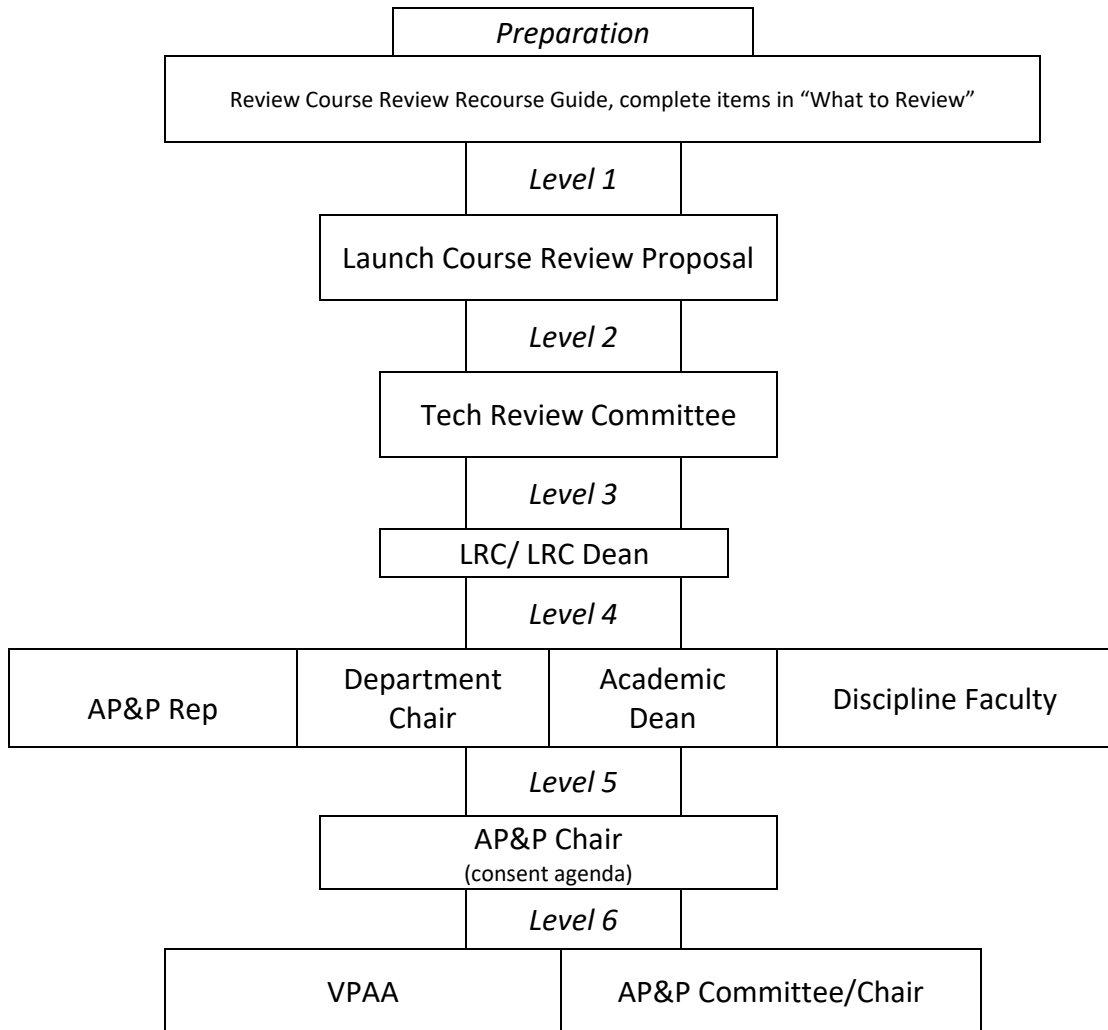 Preparation
Review Course Review Recourse Guide, complete items in “What to Review”
Level 1
Launch Course Review Proposal
Level 2
Tech Review Committee
Level 3
LRC/ LRC Dean
Level 4
AP&P Rep
Department
Chair
Academic
Dean
Discipline Faculty
Level 5
AP&P Chair
(consent agenda)
Level 6
VPAA
AP&P Committee/Chair